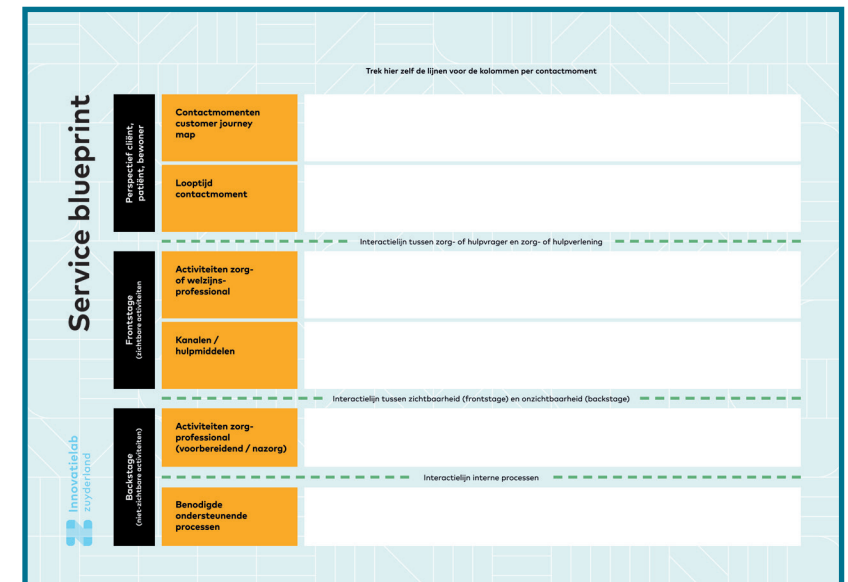 Trek hier zelf de lijnen voor de kolommen per contactmoment
Service blueprint
Perspectief cliënt,
patiënt, bewoner
Contactmomenten
customer journey
map
Looptijd
contactmoment
Interactielijn tussen zorg- of hulpvrager en zorg- of hulpverlening
Frontstage
(zichtbare activiteiten
Activiteiten zorg-
of welzijns-
professional
Kanalen /
hulpmiddelen
Interactielijn tussen zichtbaarheid (frontstage) en onzichtbaarheid (backstage)
Backstage
(niet-zichtbare activiteiten)
Activiteiten zorg-
professional
(voorbereidend / nazorg)
Interactielijn interne processen
Benodigde
ondersteunende
processen
Innovatielab
zuyderland